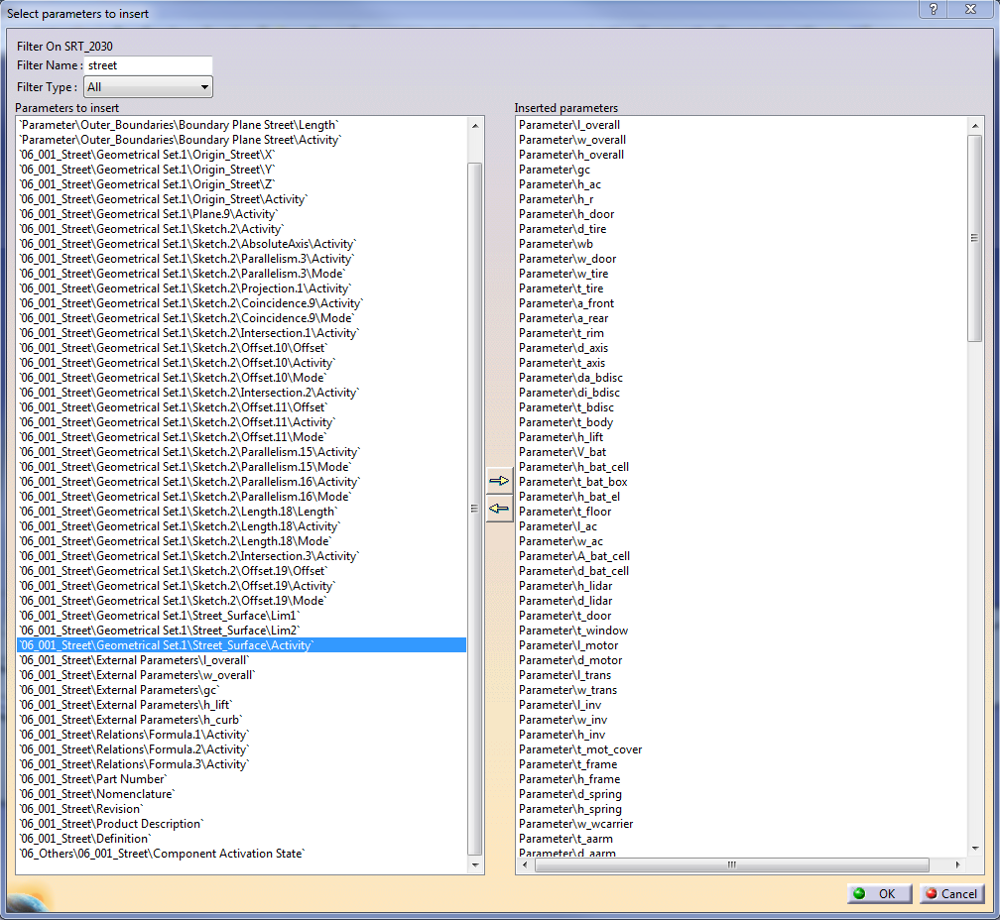 Select parameters to insert
Filter On SRT_2030
Filter Name : street
Filter Type : All
Parameters to insert
`Parameter\Outer_Boundaries\Boundary Plane Street\Length`
`Parameter\Outer_Boundaries\Boundary Plane Street\Activity`
`06_001_Street\Geometrical Set.1\Origin_Street\X`
`06_001_Street\Geometrical Set.1\Origin_Street\Y`
`06_001_Street\Geometrical Set.1\Origin_Street\Z`
`06_001_Street\Geometrical Set.1\Origin_Street\Activity`
`06_001_Street\Geometrical Set.1\Plane.9\Activity`
`06_001_Street\Geometrical Set.1\Sketch.2\Activity`
`06_001_Street\Geometrical Set.1\Sketch.2\AbsoluteAxis\Activity`
`06_001_Street\Geometrical Set.1\Sketch.2\Parallelism.3\Activity`
`06_001_Street\Geometrical Set.1\Sketch.2\Parallelism.3\Mode`
`06_001_Street\Geometrical Set.1\Sketch.2\Projection.1\Activity`
`06_001_Street\Geometrical Set.1\Sketch.2\Coincidence.9\Activity`
`06_001_Street\Geometrical Set.1\Sketch.2\Coincidence.9\Mode`
`06_001_Street\Geometrical Set.1\Sketch.2\Intersection.1\Activity`
`06_001_Street\Geometrical Set.1\Sketch.2\Offset.10\Offset`
`06_001_Street\Geometrical Set.1\Sketch.2\Offset.10\Activity`
`06_001_Street\Geometrical Set.1\Sketch.2\Offset.10\Mode`
`06_001_Street\Geometrical Set.1\Sketch.2\Intersection.2\Activity`
`06_001_Street\Geometrical Set.1\Sketch.2\Offset.11\Offset`
`06_001_Street\Geometrical Set.1\Sketch.2\Offset.11\Activity`
`06_001_Street\Geometrical Set.1\Sketch.2\Offset.11\Mode`
`06_001_Street\Geometrical Set.1\Sketch.2\Parallelism.15\Activity`
`06_001_Street\Geometrical Set.1\Sketch.2\Parallelism.15\Mode`
`06_001_Street\Geometrical Set.1\Sketch.2\Parallelism.16\Activity`
`06_001_Street\Geometrical Set.1\Sketch.2\Parallelism.16\Mode`
`06_001_Street\Geometrical Set.1\Sketch.2\Length.18\Length`
`06_001_Street\Geometrical Set.1\Sketch.2\Length.18\Activity`
`06_001_Street\Geometrical Set.1\Sketch.2\Length.18\Mode`
`06_001_Street\Geometrical Set.1\Sketch.2\Intersection.3\Activity`
`06_001_Street\Geometrical Set.1\Sketch.2\Offset.19\Offset`
`06_001_Street\Geometrical Set.1\Sketch.2\Offset.19\Activity`
`06_001_Street\Geometrical Set.1\Sketch.2\Offset.19\Mode`
`06_001_Street\Geometrical Set.1\Street_Surface\Lim1`
`06_001_Street\Geometrical Set.1\Street_Surface\Lim2`
`06_001_Street\Geometrical Set.1\Street_Surface\Activity`
`06_001_Street\External Parameters\l_overall`
`06_001_Street\External Parameters\w_overall`
`06_001_Street\External Parameters\gc`
`06_001_Street\External Parameters\h_lift`
`06_001_Street\External Parameters\h_curb`
`06_001_Street\Relations\Formula.1\Activity`
`06_001_Street\Relations\Formula.2\Activity`
`06_001_Street\Relations\Formula.3\Activity`
`06_001_Street\Part Number`
`06_001_Street\Nomenclature`
`06_001_Street\Revision`
`06_001_Street\Product Description`
`06_001_Street\Definition`
`06_Others\06_001_Street\Component Activation State`
Inserted parameters
Parameter\l_overall
Parameter\w_overall
Parameter\h_overall
Parameter\gc
Parameter\h_ac
Parameter\h_r
Parameter\h_door
Parameter\d_tire
Parameter\wb
Parameter\w_door
Parameter\w_tire
Parameter\t_tire
Parameter\a_front
Parameter\a_rear
Parameter\t_rim
Parameter\d_axis
Parameter\t_axis
Parameter\da_bdisc
Parameter\di_bdisc
Parameter\t_bdisc
Parameter\t_body
Parameter\h_lift
Parameter\V_bat
Parameter\h_bat_cell
Parameter\t_bat_box
Parameter\h_bat_el
Parameter\t_floor
Parameter\l_ac
Parameter\w_ac
Parameter\A_bat_cell
Parameter\d_bat_cell
Parameter\h_lidar
Parameter\d_lidar
Parameter\t_door
Parameter\t_window
Parameter\l_motor
Parameter\d_motor
Parameter\l_trans
Parameter\w_trans
Parameter\l_inv
Parameter\w_inv
Parameter\h_inv
Parameter\t_mot_cover
Parameter\t_frame
Parameter\h_frame
Parameter\d_spring
Parameter\h_spring
Parameter\w_wcarrier
Parameter\t_aarm
Parameter\d_aarm
OK
Cancel